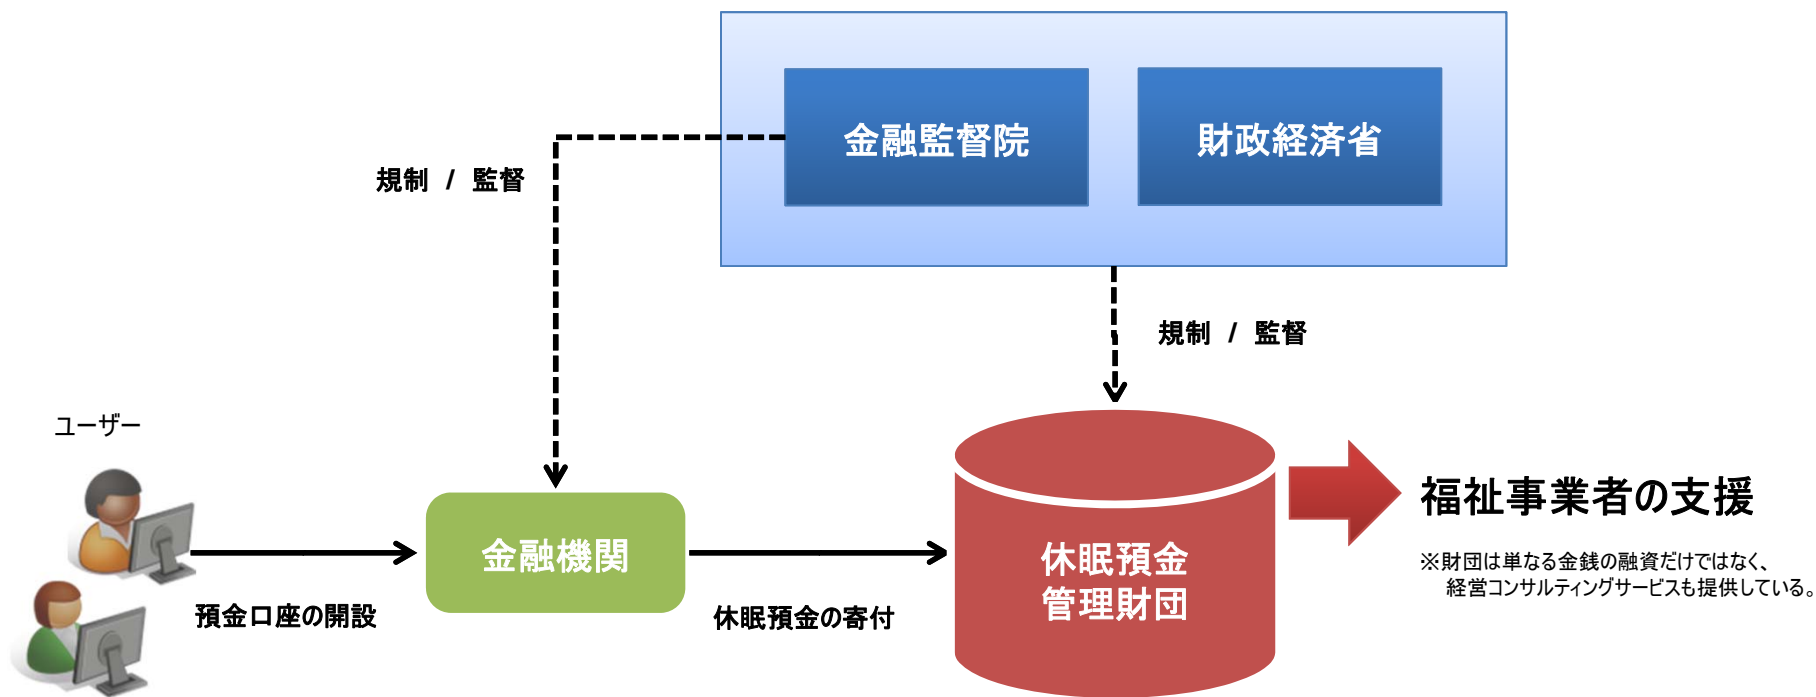 金融監督院
財政経済省
規制 / 監督
規制 / 監督
ユーザー
金融機関
預金口座の開設
休眠預金の寄付
休眠預金
管理財団
福祉事業者の支援
※財団は単なる金銭の融資だけではなく、
経営コンサルティングサービスも提供している。